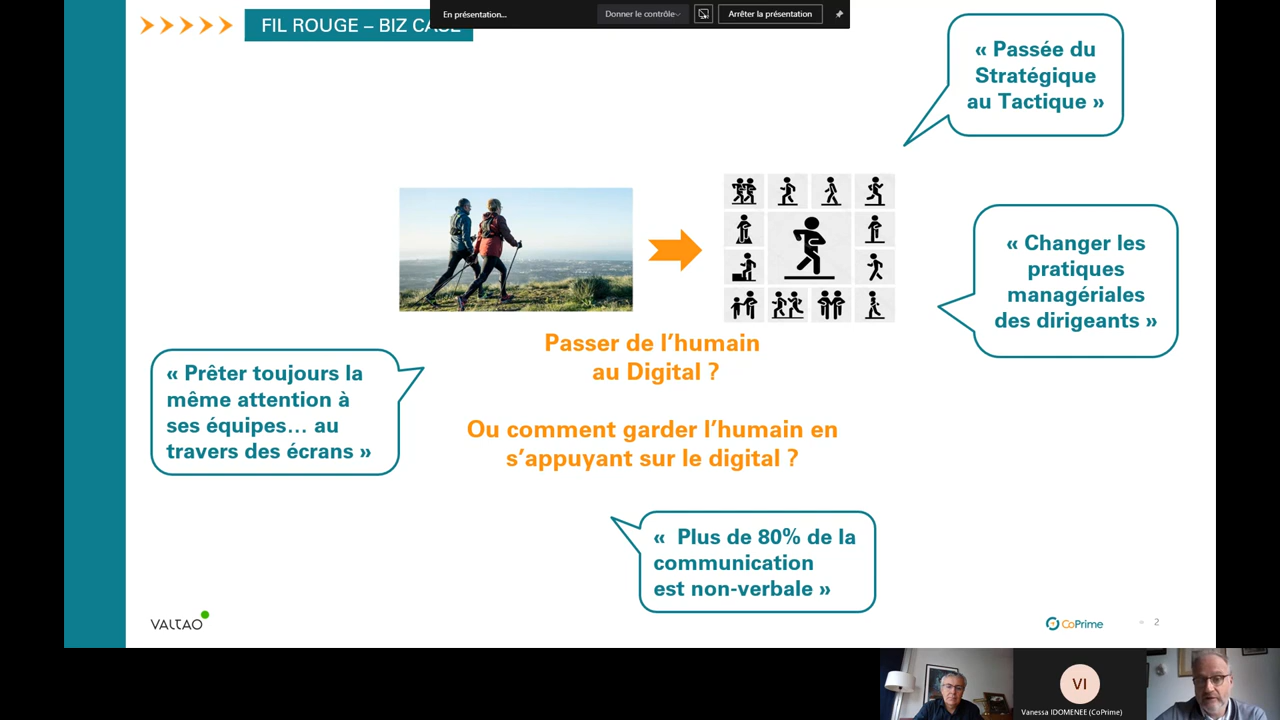 En présentation...
Donner le contrôle
Arrêter la présentation
FIL ROUGE – BIZ CASE
« Passée du
Stratégique
au Tactique »
« Changer les
pratiques
managériales
des dirigeants »
Passer de l’humain
au Digital ?
« Prêter toujours la
même attention à
ses équipes… au
travers des écrans »
Ou comment garder l’humain en
s’appuyant sur le digital ?
« Plus de 80% de la
communication
est non-verbale »
VALTAO
CoPrime
2
VI
Vanessa IDOMENEE (CoPrime)